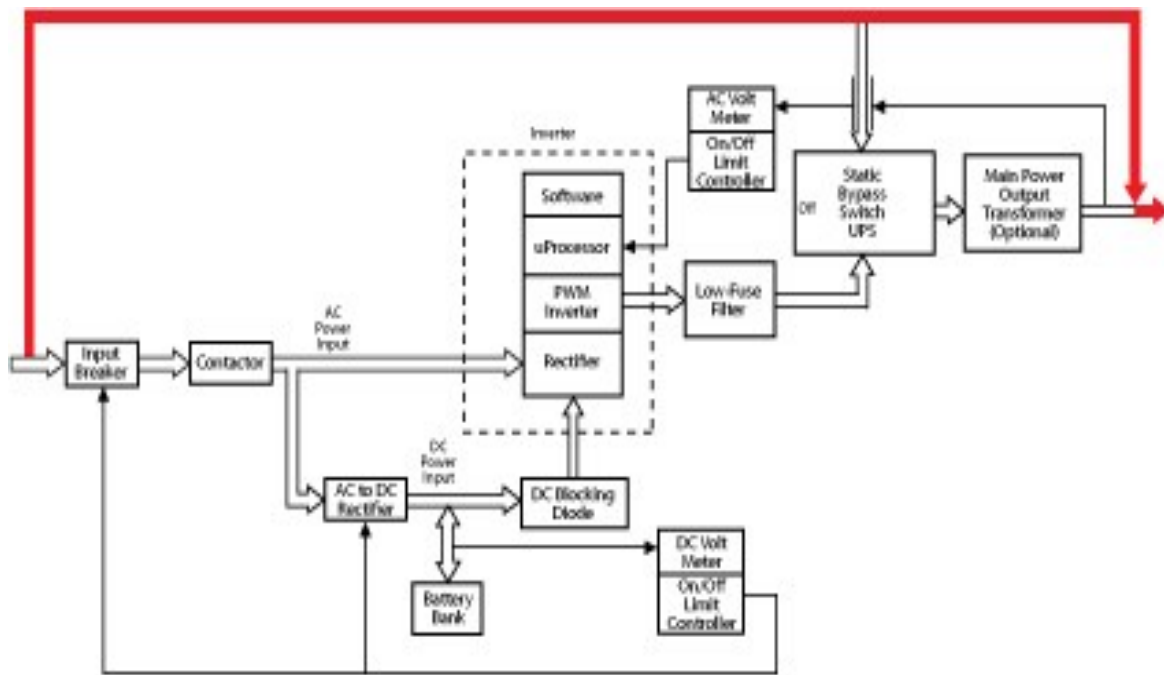 AC Volt
Meter
On/Off
Limit
Controller
Inverter
Software
uProcessor
PWM
Inverter
Rectifier
Off
Static
Bypass
Switch
UPS
Main Power
Output
Transformer
(Optional)
Low-Fuse
Filter
AC
Power
Input
Input
Breaker
Contactor
DC
Power
Input
AC to DC
Rectifier
DC Blocking
Diode
DC Volt
Meter
On/Off
Limit
Controller
Battery
Bank